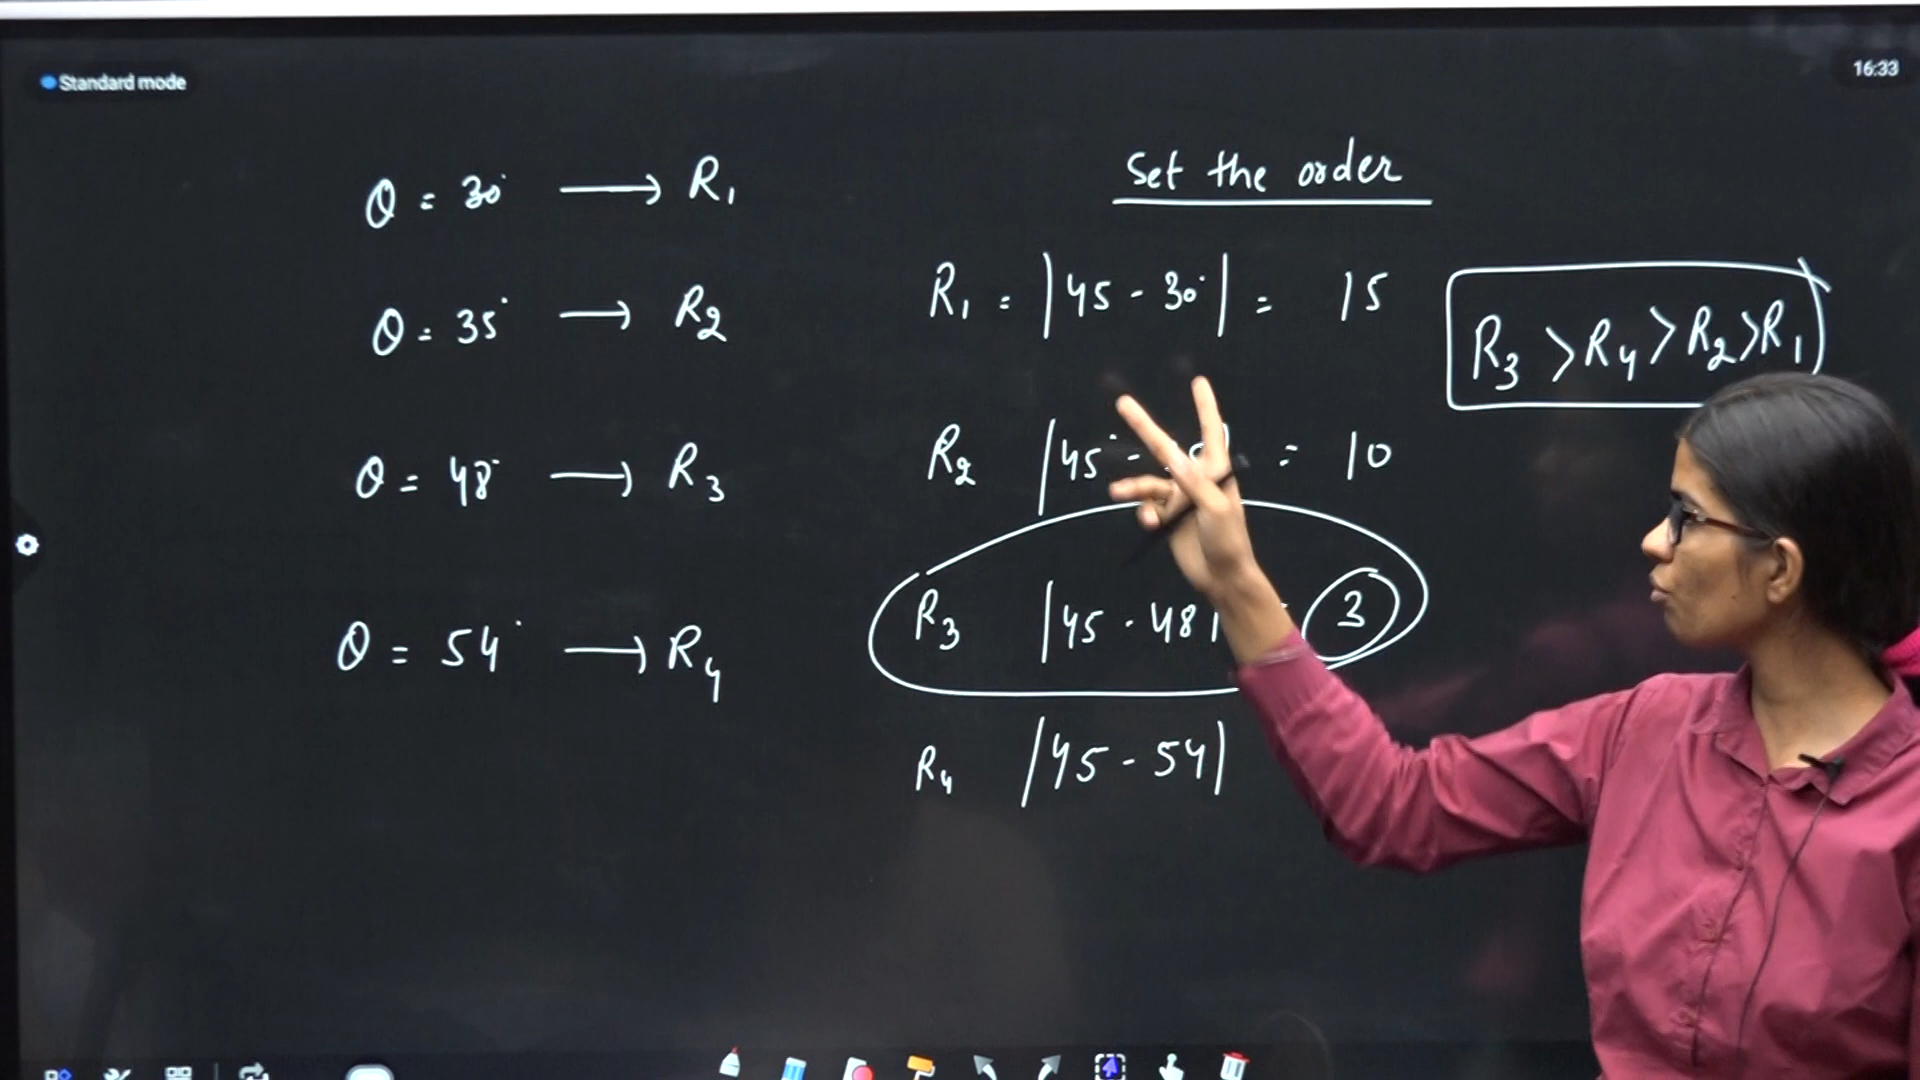 Standard mode
16:33
θ = 30° → R₁
θ = 35° → R₂
θ = 48° → R₃
θ = 54° → R₄
Set the order
R₁ = |45 - 30°| = 15
R₂ |45° - = 10
R₃ |45 - 48| 3
R₄ |45 - 54|
R₃ > R₄ > R₂ > R₁